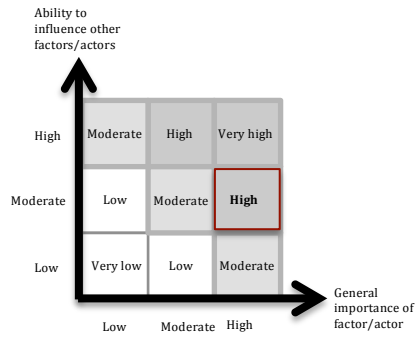 Ability to
influence other
factors/actors
High
Moderate
High
Very high
Moderate
Low
Moderate
High
Low
Very low
Low
Moderate
General
importance of
factor/actor
Low
Moderate
High